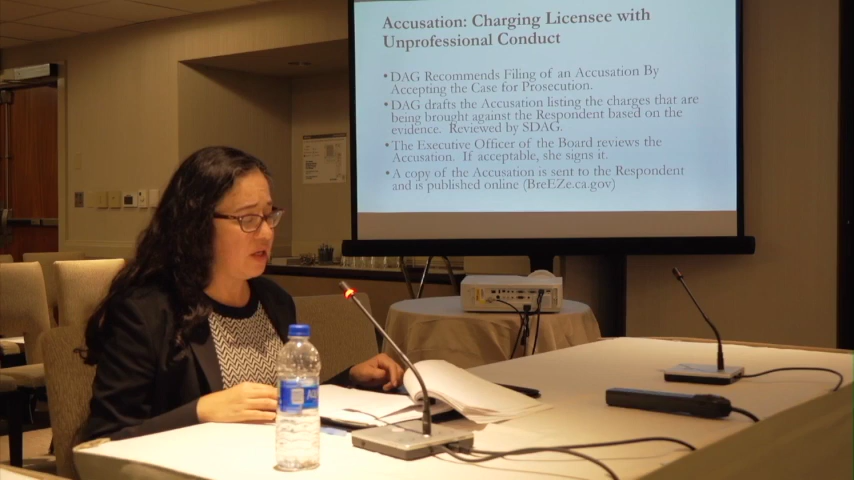 Accusation: Charging Licensee with
Unprofessional Conduct
•DAG Recommends Filing of an Accusation By
Accepting the Case for Prosecution.
•DAG drafts the Accusation listing the charges that are
being brought against the Respondent based on the
evidence. Reviewed by SDAG.
•The Executive Officer of the Board reviews the
Accusation. If acceptable, she signs it.
•A copy of the Accusation is sent to the Respondent
and is published online (BreEZe.ca.gov)